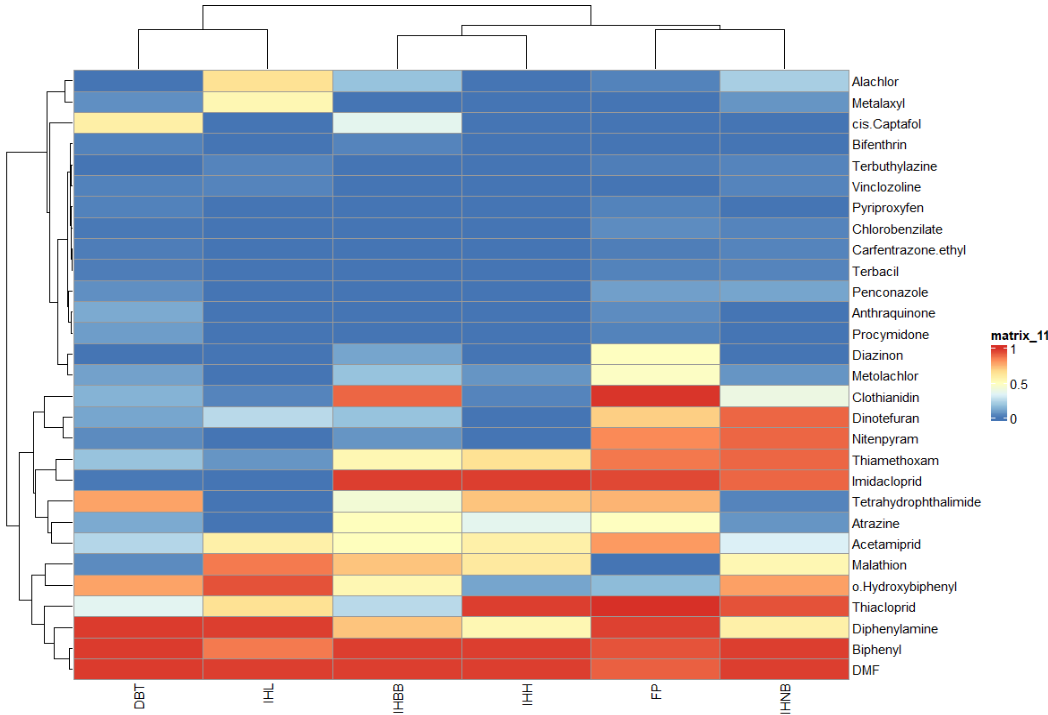 Alachlor
Metalaxyl
cis.Captafol
Bifenthrin
Terbuthylazine
Vinclozoline
Pyriproxyfen
Chlorobenzilate
Carfentrazone.ethyl
Terbacil
Penconazole
Anthraquinone
Procymidone
Diazinon
Metolachlor
Clothianidin
Dinotefuran
Nitenpyram
Thiamethoxam
Imidacloprid
Tetrahydrophthalimide
Atrazine
Acetamiprid
Malathion
o.Hydroxybiphenyl
Thiacloprid
Diphenylamine
Biphenyl
DMF
matrix_11
1
0.5
0
DBT
IHL
IHBB
IHH
FP
IHNB